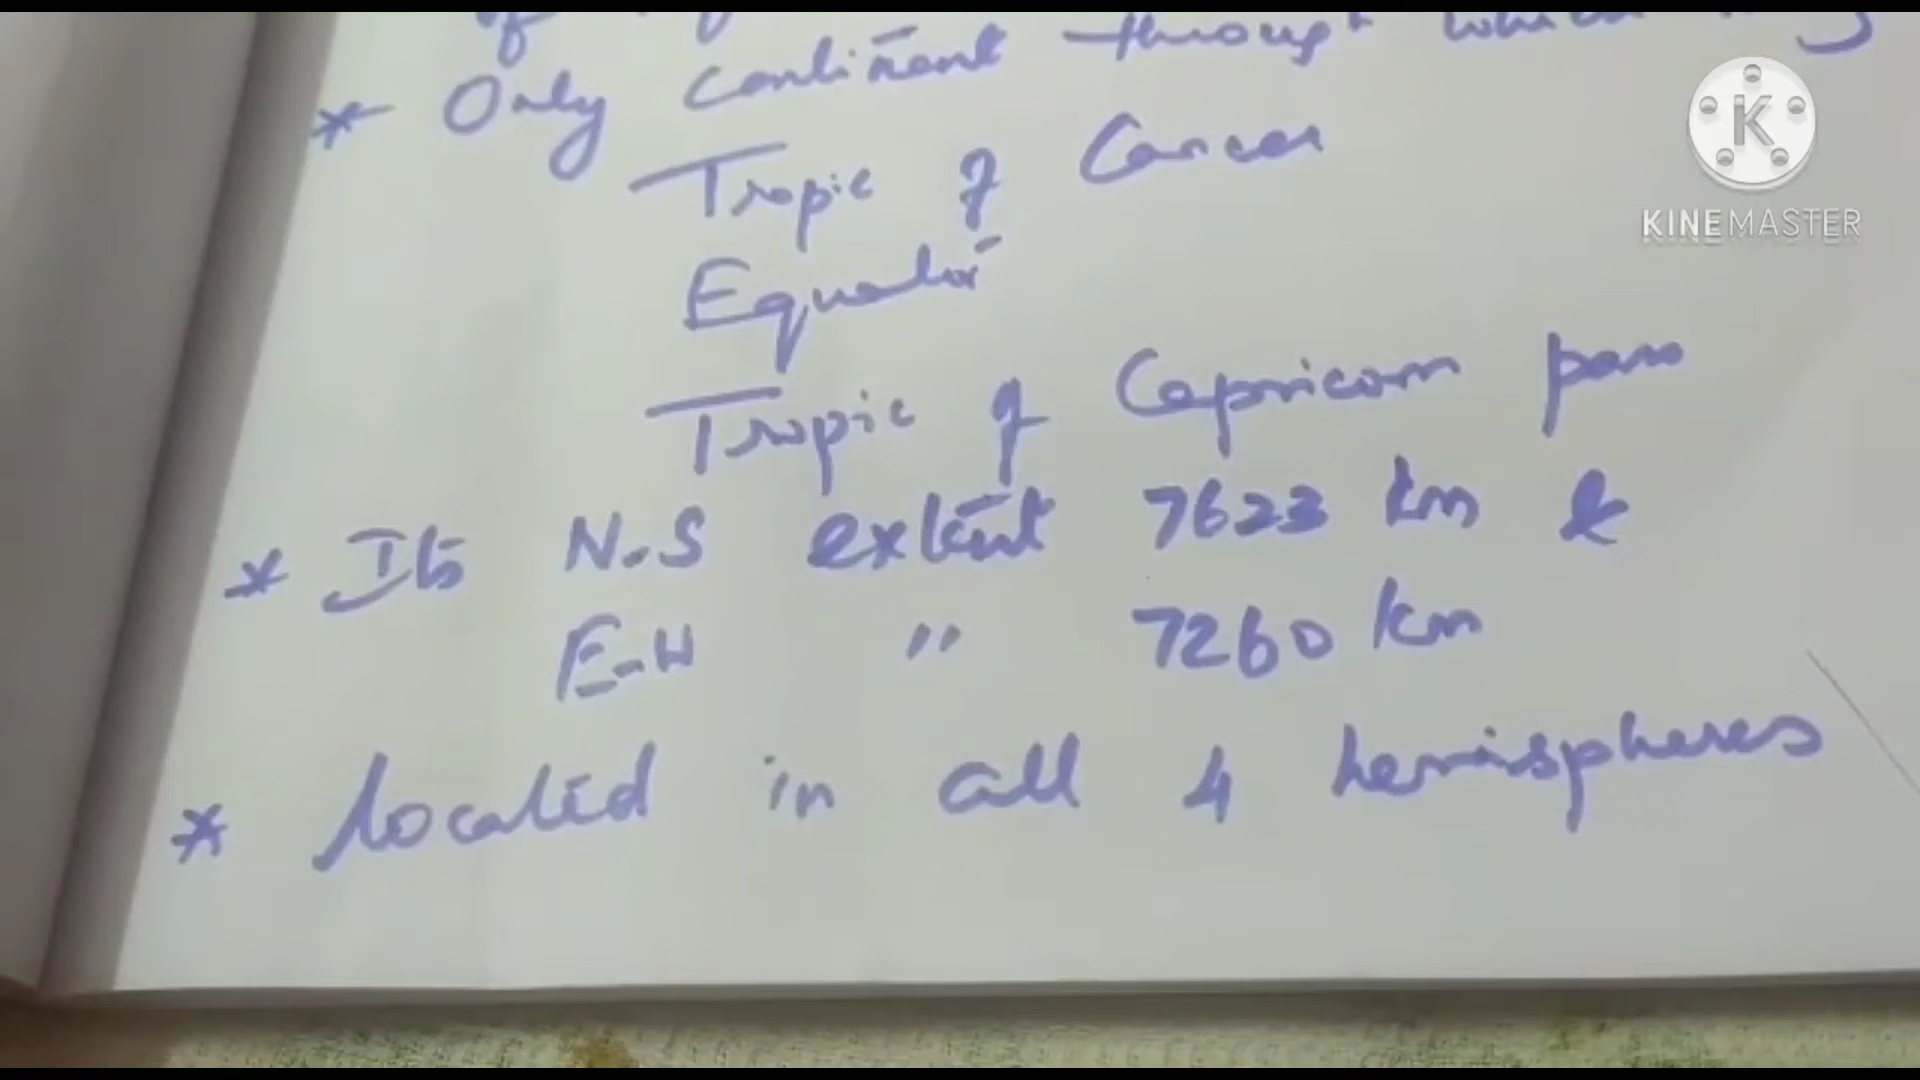 of
* Only continent through which
Tropic of Cancer
Equator
Tropic of Capricorn pass
* Its N-S extent 7623 km &
E-W " 7260 km
* located in all 4 hemispheres
K
KINEMASTER